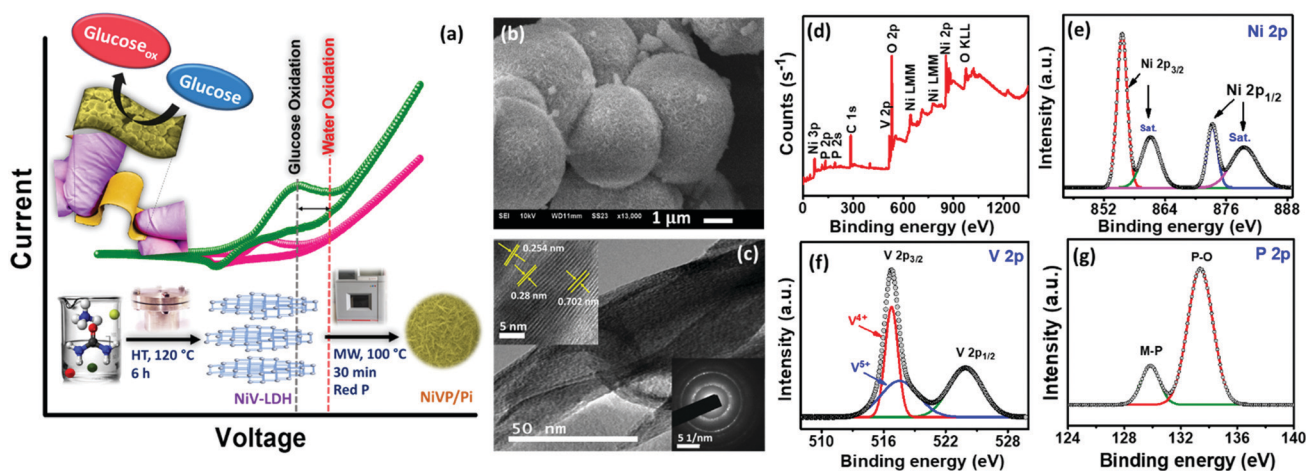 (a)
Glucoseox
Glucose
Glucose Oxidation
Water Oxidation
Current
HT, 120 °C
6 h
NiV-LDH
MW, 100 °C
30 min
Red P
NiVP/Pi
Voltage
(b)
SEI 10kV WD11mm SS23 x13,000 1 μm
(c)
0.254 nm
0.28 nm
0.702 nm
5 nm
50 nm
5 1/nm
(d)
Counts (s-1)
Ni 3p
P 2p
P 2s
C 1s
V 2p
O 2p
Ni LMM
Ni LMM
Ni 2p
O KLL
0 300 600 900 1200
Binding energy (eV)
(e)
Ni 2p
Intensity (a.u.)
Ni 2p3/2
Sat.
Ni 2p1/2
Sat.
852 864 876 888
Binding energy (eV)
(f)
V 2p
Intensity (a.u.)
V 2p3/2
V4+
V5+
V 2p1/2
510 516 522 528
Binding energy (eV)
(g)
P 2p
Intensity (a.u.)
P-O
M-P
124 128 132 136 140
Binding energy (eV)